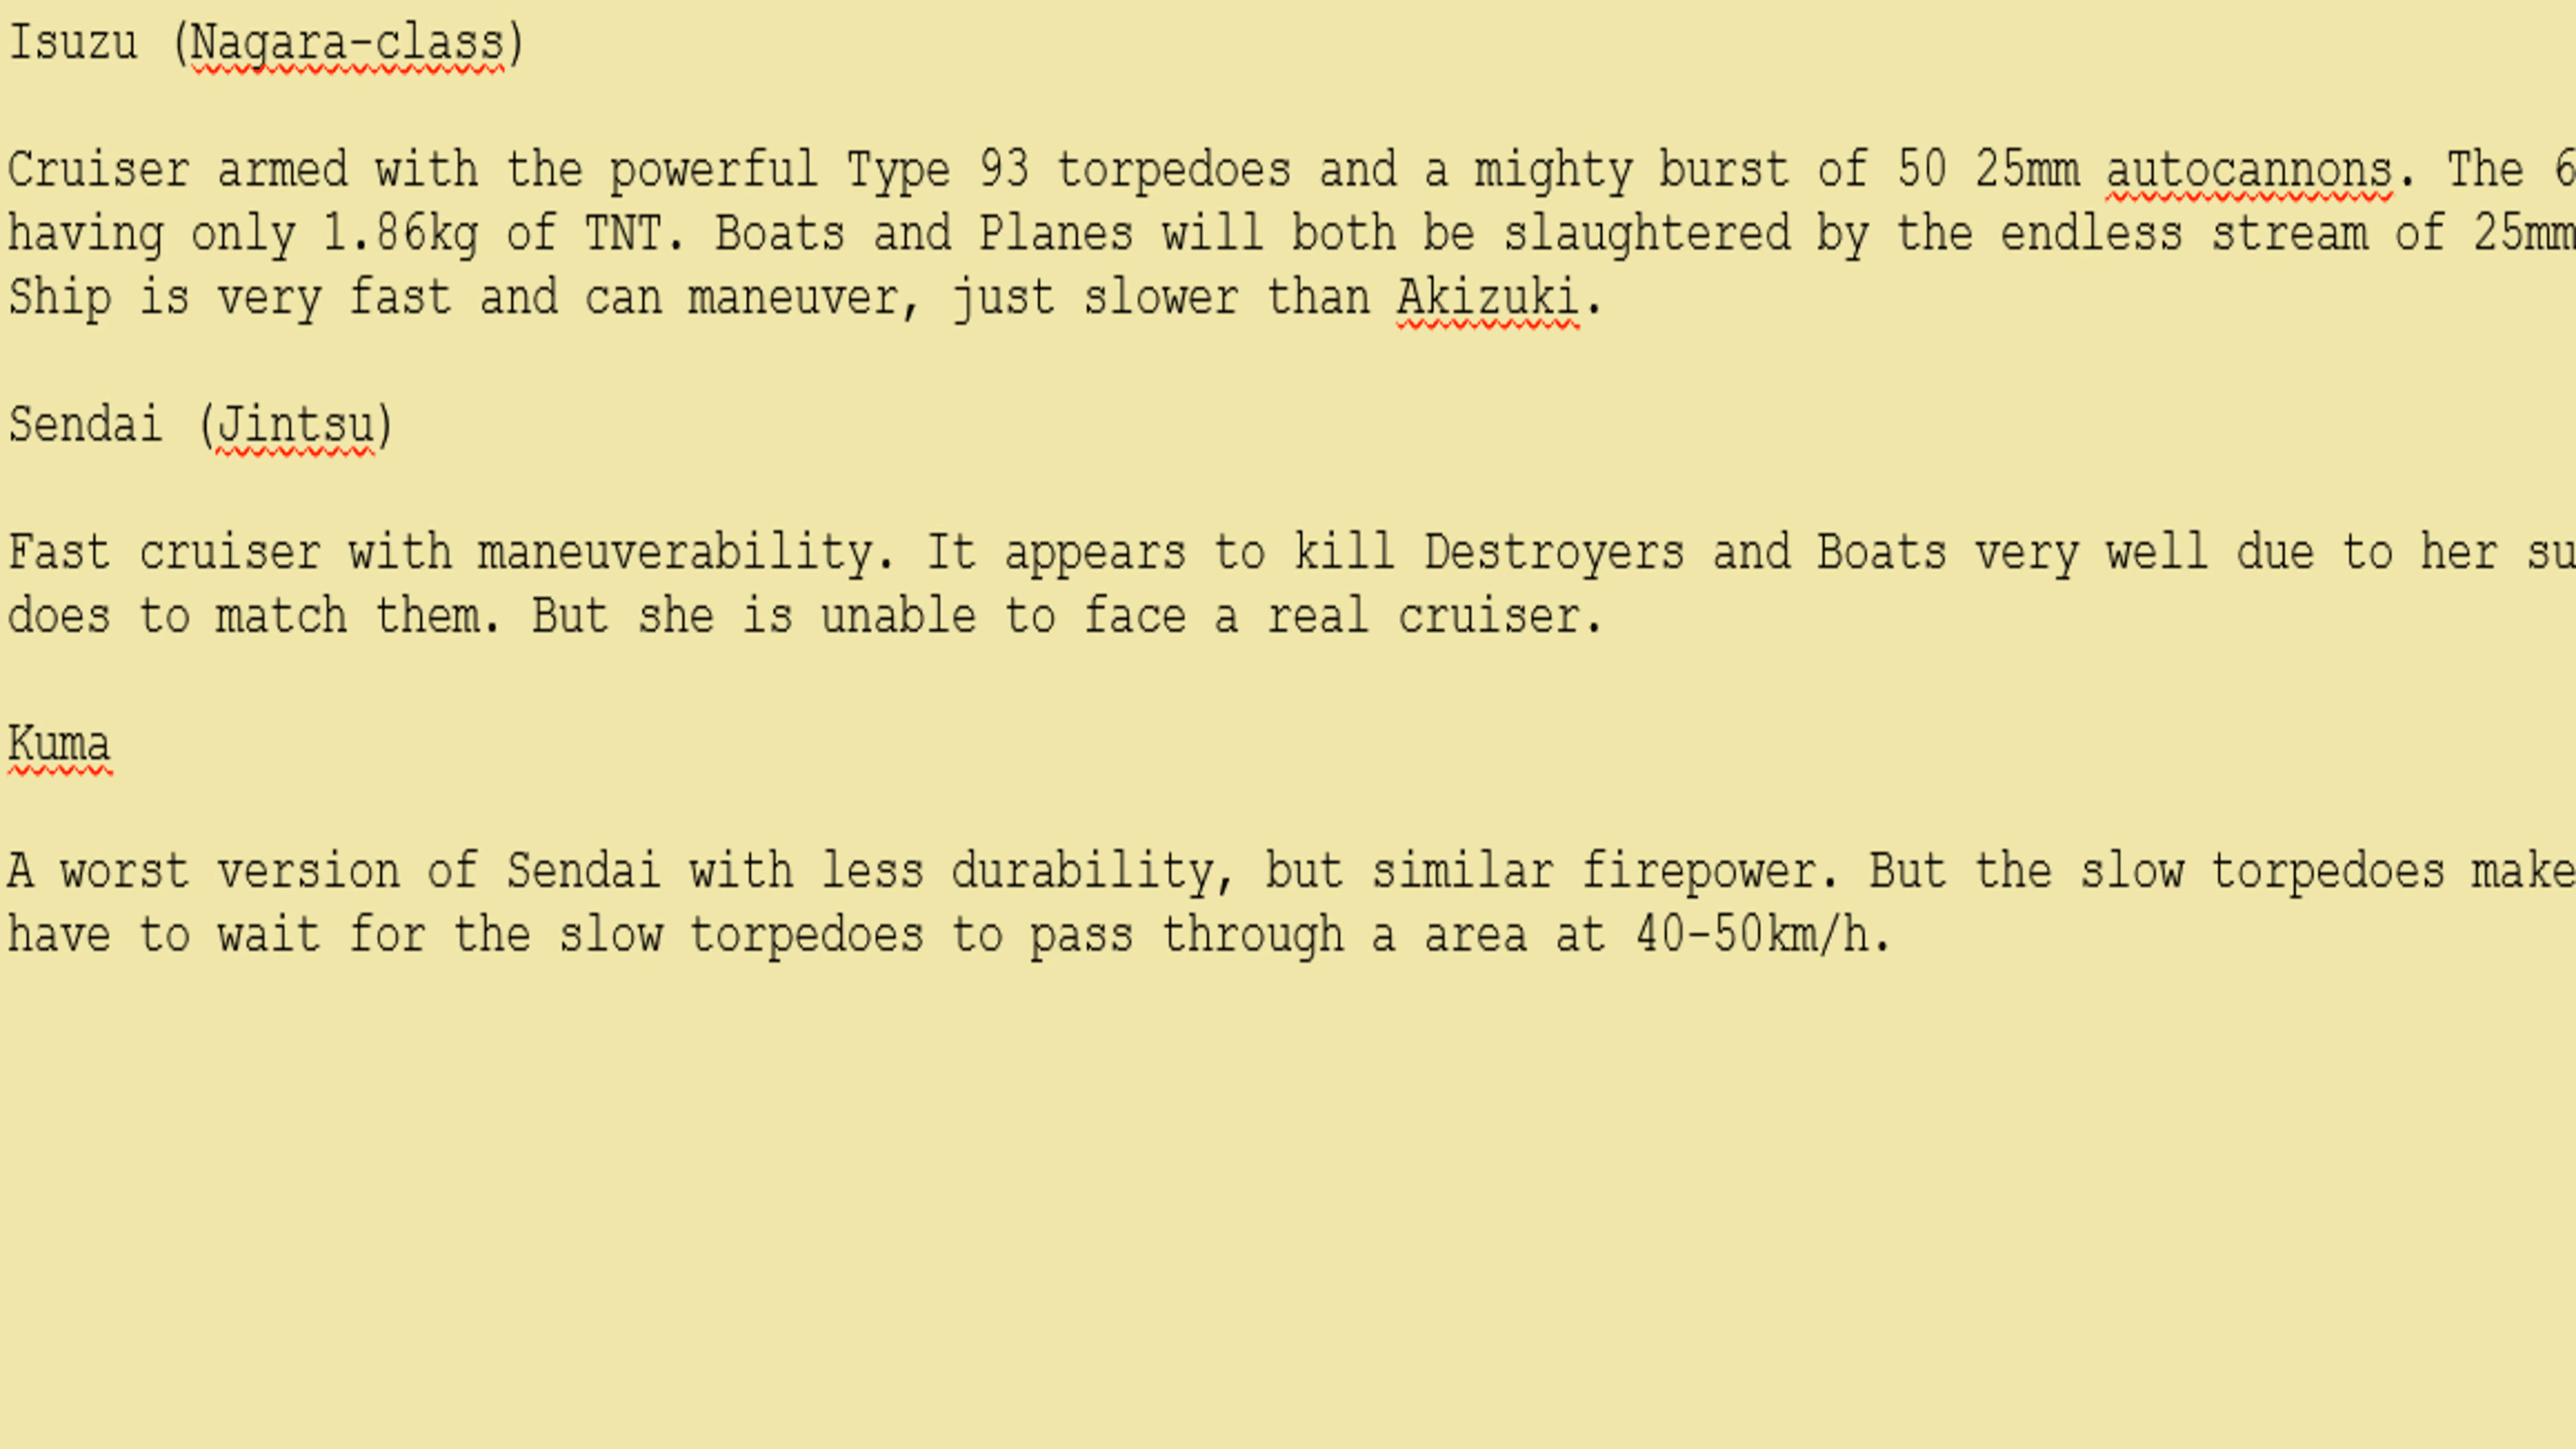 Isuzu (Nagara-class)
Cruiser armed with the powerful Type 93 torpedoes and a mighty burst of 50 25mm autocannons. The 6
having only 1.86kg of TNT. Boats and Planes will both be slaughtered by the endless stream of 25mm
Ship is very fast and can maneuver, just slower than Akizuki.
Sendai (Jintsu)
Fast cruiser with maneuverability. It appears to kill Destroyers and Boats very well due to her su
does to match them. But she is unable to face a real cruiser.
Kuma
A worst version of Sendai with less durability, but similar firepower. But the slow torpedoes make
have to wait for the slow torpedoes to pass through a area at 40-50km/h.